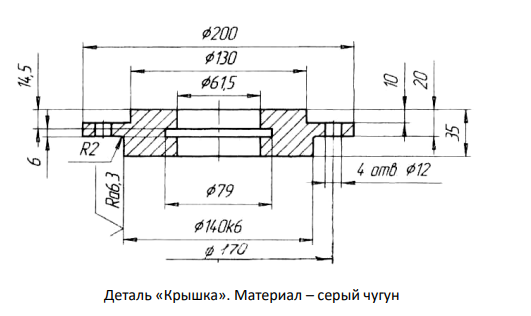 ϕ200
ϕ130
ϕ61,5
14,5
10
20
35
6
R2
Ra6,3
4 отв ϕ12
ϕ79
ϕ140к6
ϕ 170
Деталь «Крышка». Материал – серый чугун